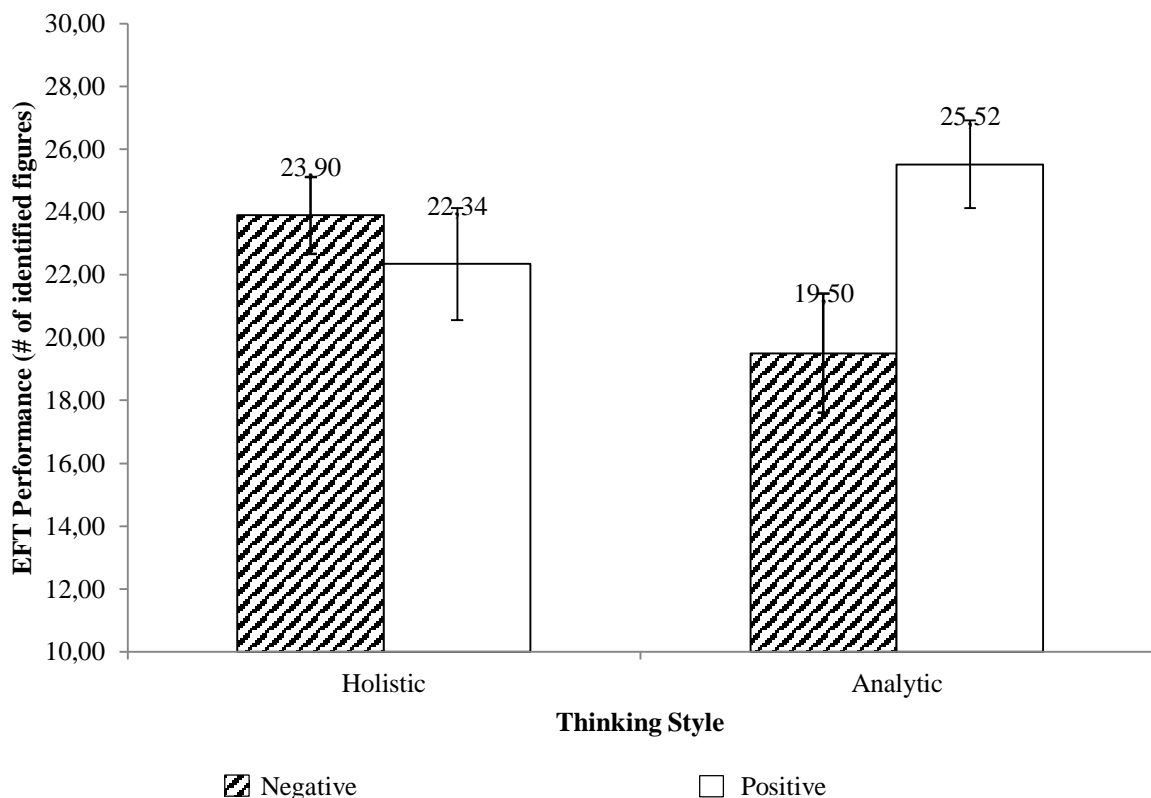 30,00
28,00
26,00
24,00
22,00
20,00
18,00
16,00
14,00
12,00
10,00
EFT Performance (# of identified figures)
23,90
22,34
19,50
25,52
Holistic
Analytic
Thinking Style
Negative
Positive